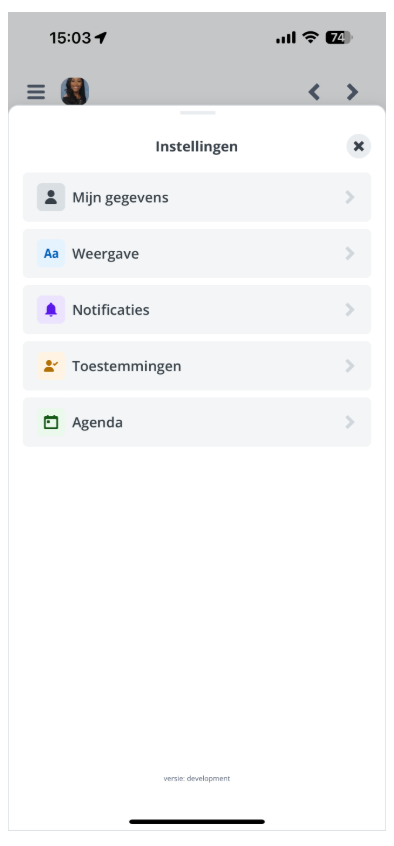 15:03
74
Instellingen
Mijn gegevens
Aa Weergave
Notificaties
Toestemmingen
Agenda
versie: development